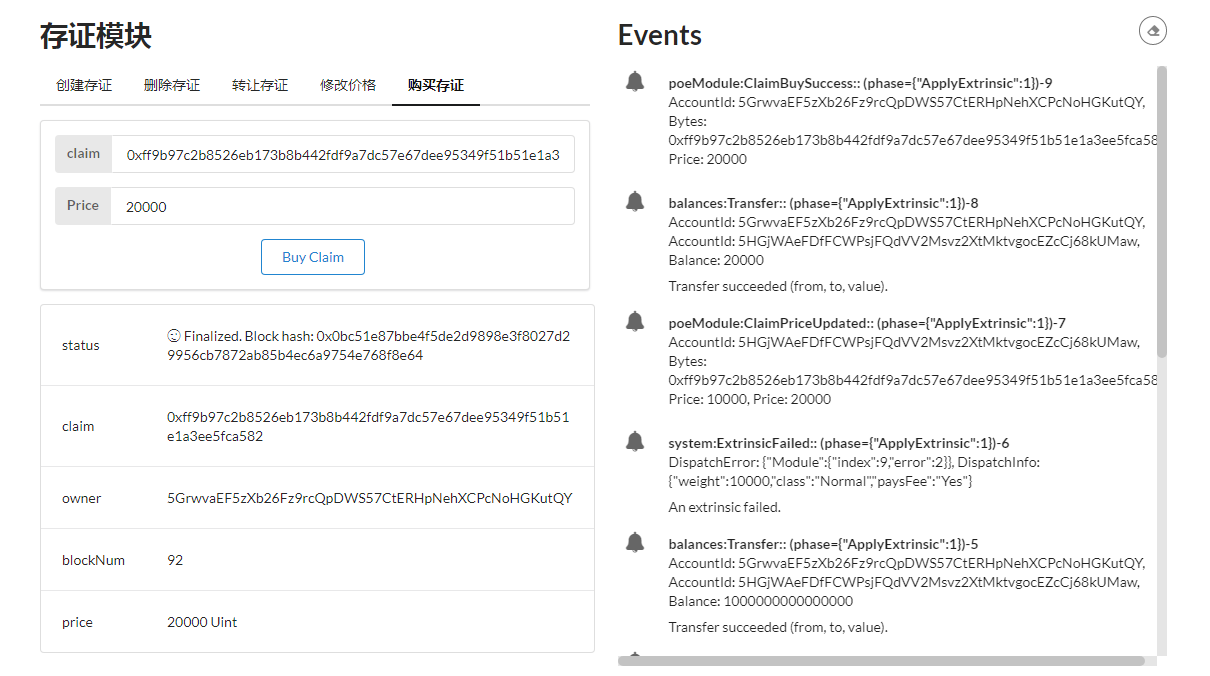 存证模块
创建存证
删除存证
转让存证
修改价格
购买存证
claim
0xff9b97c2b8526eb173b8b442fdf9a7dc57e67dee95349f51b51e1a3
Price
20000
Buy Claim
status
Finalized. Block hash: 0x0bc51e87bbe4f5de2d9898e3f8027d2
9956cb7872ab85b4ec6a9754e768f8e64
claim
0xff9b97c2b8526eb173b8b442fdf9a7dc57e67dee95349f51b51
e1a3ee5fca582
owner
5GrwvaEF5zXb26Fz9rcQpDWS57CtERHpNehXCPcNoHGKutQY
blockNum
92
price
20000 Uint
Events
poeModule:ClaimBuySuccess:: (phase={"ApplyExtrinsic":1})-9
AccountId: 5GrwvaEF5zXb26Fz9rcQpDWS57CtERHpNehXCPcNoHGKutQY,
Bytes:
0xff9b97c2b8526eb173b8b442fdf9a7dc57e67dee95349f51b51e1a3ee5fca58
Price: 20000
balances:Transfer:: (phase={"ApplyExtrinsic":1})-8
AccountId: 5GrwvaEF5zXb26Fz9rcQpDWS57CtERHpNehXCPcNoHGKutQY,
AccountId: 5HGjWAeFDfFCWPsjFQdVV2Msvz2XtMktvgocEZcCj68kUMaw,
Balance: 20000
Transfer succeeded (from, to, value).
poeModule:ClaimPriceUpdated:: (phase={"ApplyExtrinsic":1})-7
AccountId: 5HGjWAeFDfFCWPsjFQdVV2Msvz2XtMktvgocEZcCj68kUMaw,
Bytes:
0xff9b97c2b8526eb173b8b442fdf9a7dc57e67dee95349f51b51e1a3ee5fca58
Price: 10000, Price: 20000
system:ExtrinsicFailed:: (phase={"ApplyExtrinsic":1})-6
DispatchError: {"Module":{"index":9,"error":2}}, DispatchInfo:
{"weight":10000,"class":"Normal","paysFee":"Yes"}
An extrinsic failed.
balances:Transfer:: (phase={"ApplyExtrinsic":1})-5
AccountId: 5GrwvaEF5zXb26Fz9rcQpDWS57CtERHpNehXCPcNoHGKutQY,
AccountId: 5HGjWAeFDfFCWPsjFQdVV2Msvz2XtMktvgocEZcCj68kUMaw,
Balance: 1000000000000000
Transfer succeeded (from, to, value).